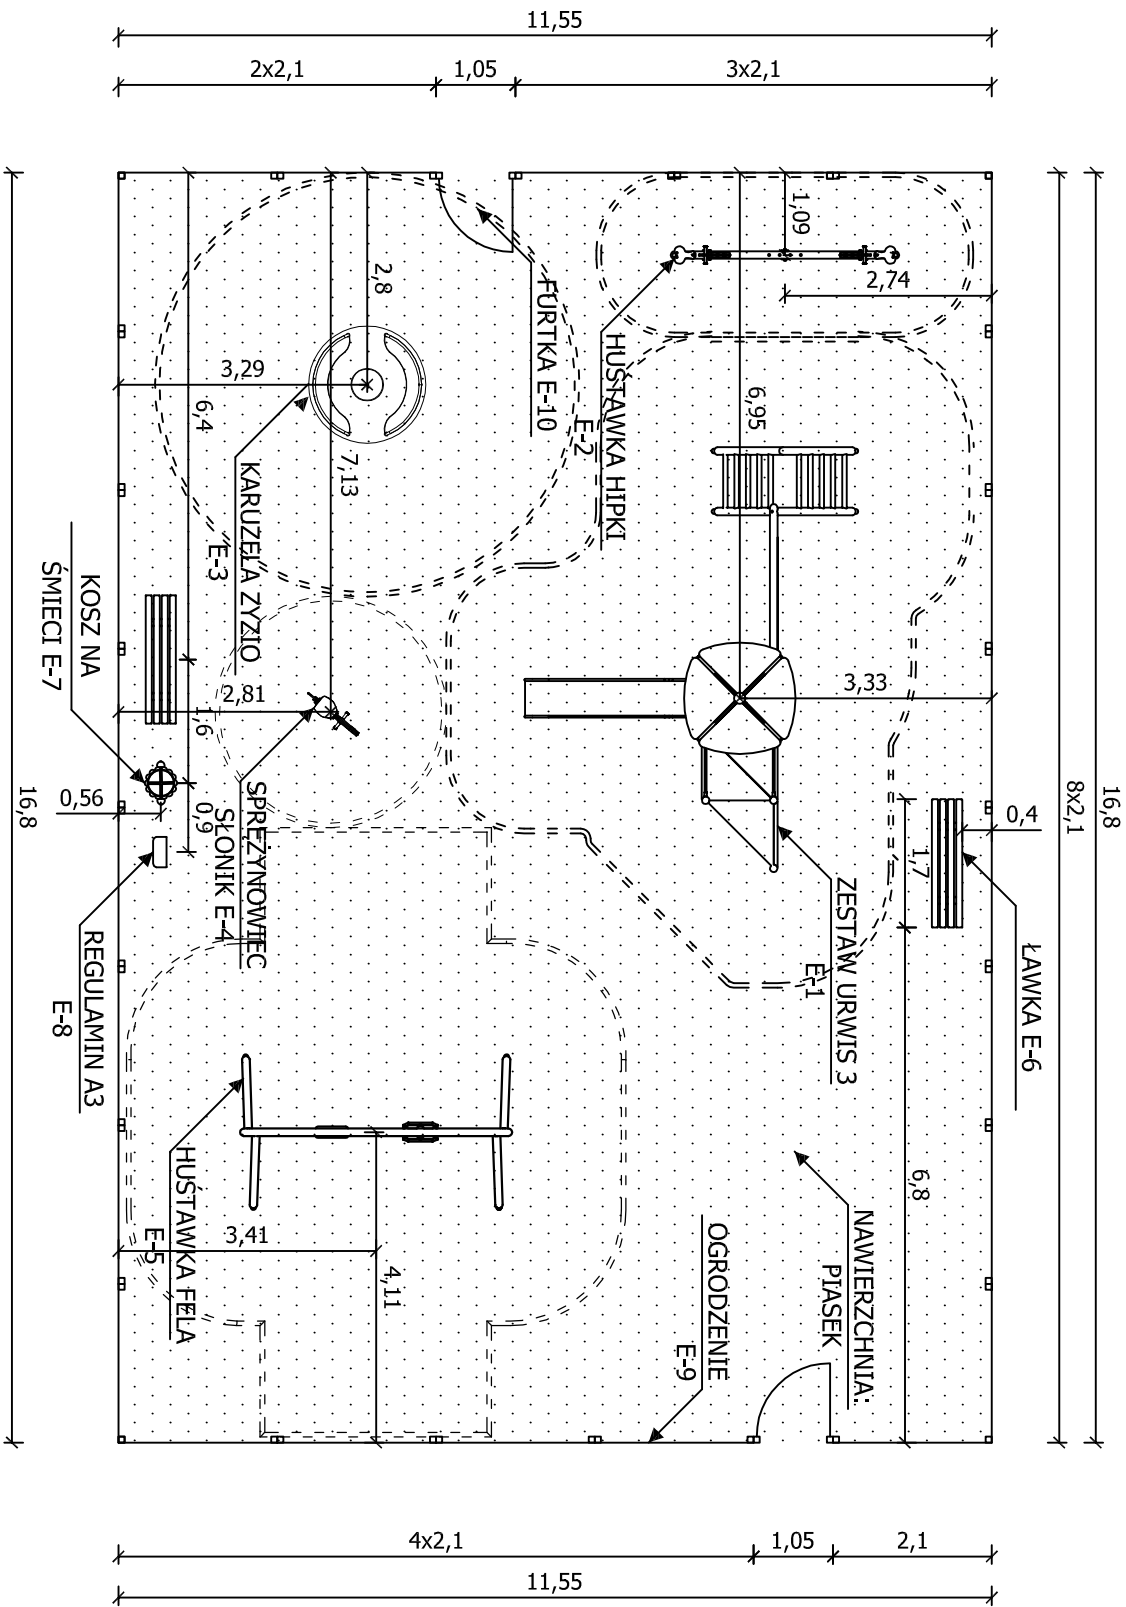 11,55
2x2,1
1,05
3x2,1
1,09
2,74
2,8
FURTKA E-10
HUŚTAWKA HIPKI
E-2
3,29
6,4
7,13
6,95
KARUZELA ZYZIO
E-3
KOSZ NA
ŚMIECI E-7
2,81
1,6
3,33
16,8
8x2,1
16,8
0,56
0,9
SPRĘŻYNOWIEC
SŁONIK E-4
0,4
1,7
ZESTAW URWIS 3
E-1
ŁAWKA E-6
REGULAMIN A3
E-8
HUŚTAWKA FELA
E-5
3,41
4,11
6,8
NAWIERZCHNIA:
PIASEK
OGRODZENIE
E-9
4x2,1
1,05
2,1
11,55